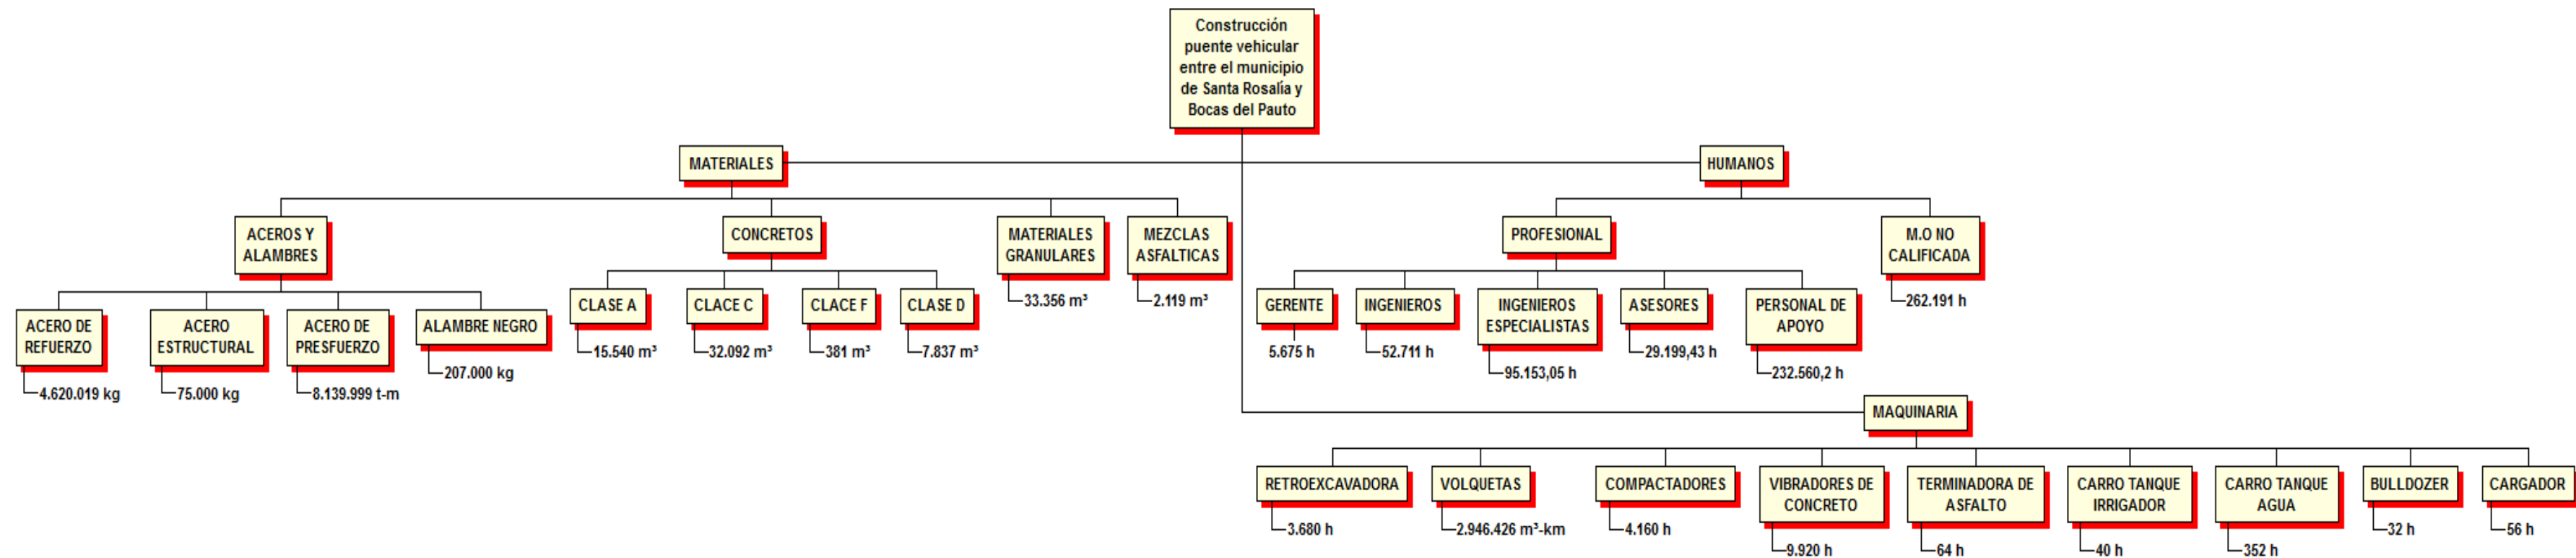 Construcción
puente vehicular
entre el municipio
de Santa Rosalía y
Bocas del Pauto
MATERIALES
HUMANOS
ACEROS Y
ALAMBRES
CONCRETOS
MATERIALES
GRANULARES
33.356 m³
MEZCLAS
ASFALTICAS
2.119 m³
PROFESIONAL
M.O NO
CALIFICADA
262.191 h
ACERO DE
REFUERZO
4.620.019 kg
ACERO
ESTRUCTURAL
75.000 kg
ACERO DE
PRESFUERZO
8.139.999 t-m
ALAMBRE NEGRO
207.000 kg
CLASE A
15.540 m³
CLACE C
32.092 m³
CLACE F
381 m³
CLASE D
7.837 m³
GERENTE
5.675 h
INGENIEROS
52.711 h
INGENIEROS
ESPECIALISTAS
95.153,05 h
ASESORES
29.199,43 h
PERSONAL DE
APOYO
232.560,2 h
MAQUINARIA
RETROEXCAVADORA
3.680 h
VOLQUETAS
2.946.426 m³-km
COMPACTADORES
4.160 h
VIBRADORES DE
CONCRETO
9.920 h
TERMINADORA DE
ASFALTO
64 h
CARRO TANQUE
IRRIGADOR
40 h
CARRO TANQUE
AGUA
352 h
BULLDOZER
32 h
CARGADOR
56 h